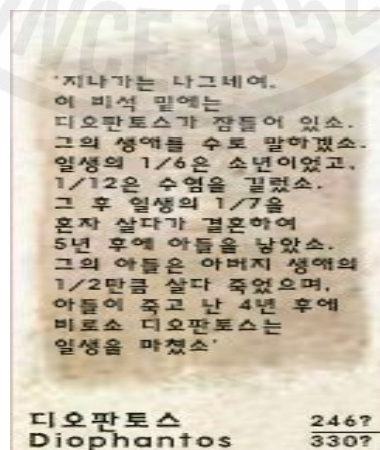 NCE 1952
'지나가는 나그네여,
이 비석 밑에는
디오판토스가 잠들어 있소.
그의 생애를 수로 말하겠소.
일생의 1/6은 소년이었고,
1/12은 수염을 길렀소.
그 후 일생의 1/7을
혼자 살다가 결혼하여
5년 후에 아들을 낳았소.
그의 아들은 아버지 생애의
1/2만큼 살다 죽었으며,
아들이 죽고 난 4년 후에
비로소 디오판토스는
일생을 마쳤소'
디오판토스 246?
Diophantos 330?